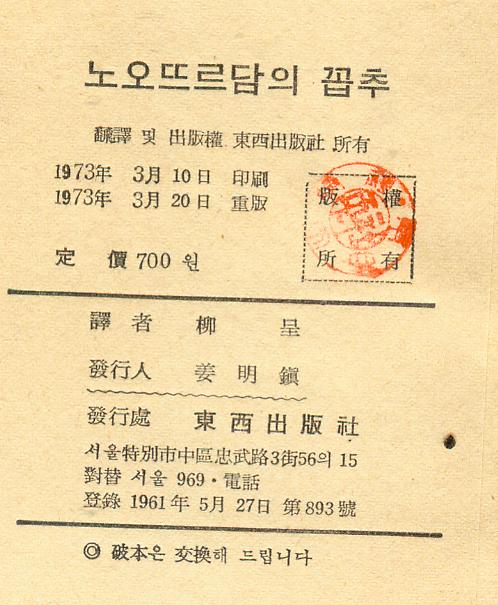 노오뜨르담의 꼽추
飜譯 및 出版權 東西出版社 所有
1973年 3月 10日 印刷
1973年 3月 20日 重版
版權
所有
定 價 700 원
譯 者 柳 呈
發行人 姜 明 鎭
發行處 東西出版社
서울特別市中區忠武路3街56의 15
對替 서울 969·電話
登錄 1961年 5月 27日 第893號
◎ 破本은 交換해 드립니다